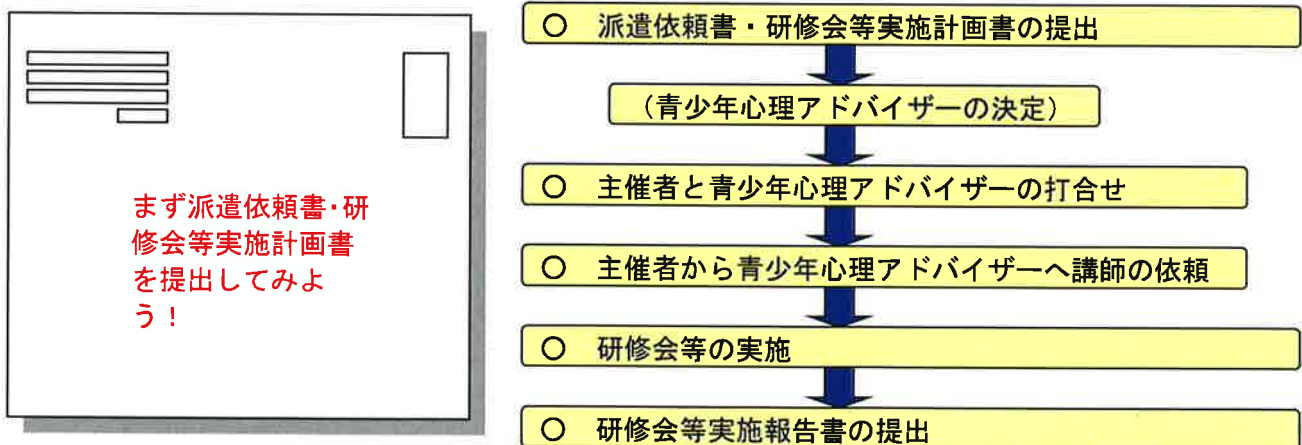 まず派遣依頼書・研
修会等実施計画書
を提出してみよ
う！
○ 派遣依頼書・研修会等実施計画書の提出
（青少年心理アドバイザーの決定）
○ 主催者と青少年心理アドバイザーの打合せ
○ 主催者から青少年心理アドバイザーへ講師の依頼
○ 研修会等の実施
○ 研修会等実施報告書の提出